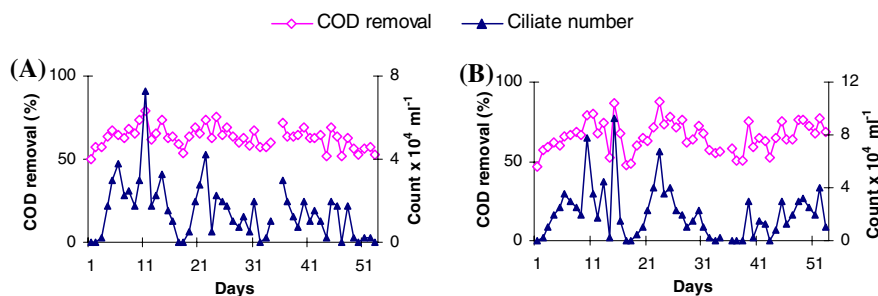 COD removal
Ciliate number
(A)
100
50
0
COD removal (%)
8
4
0
Count x 10⁴ ml⁻¹
1 11 21 31 41 51
Days
(B)
100
50
0
COD removal (%)
12
8
4
0
Count x 10⁴ ml⁻¹
1 11 21 31 41 51
Days